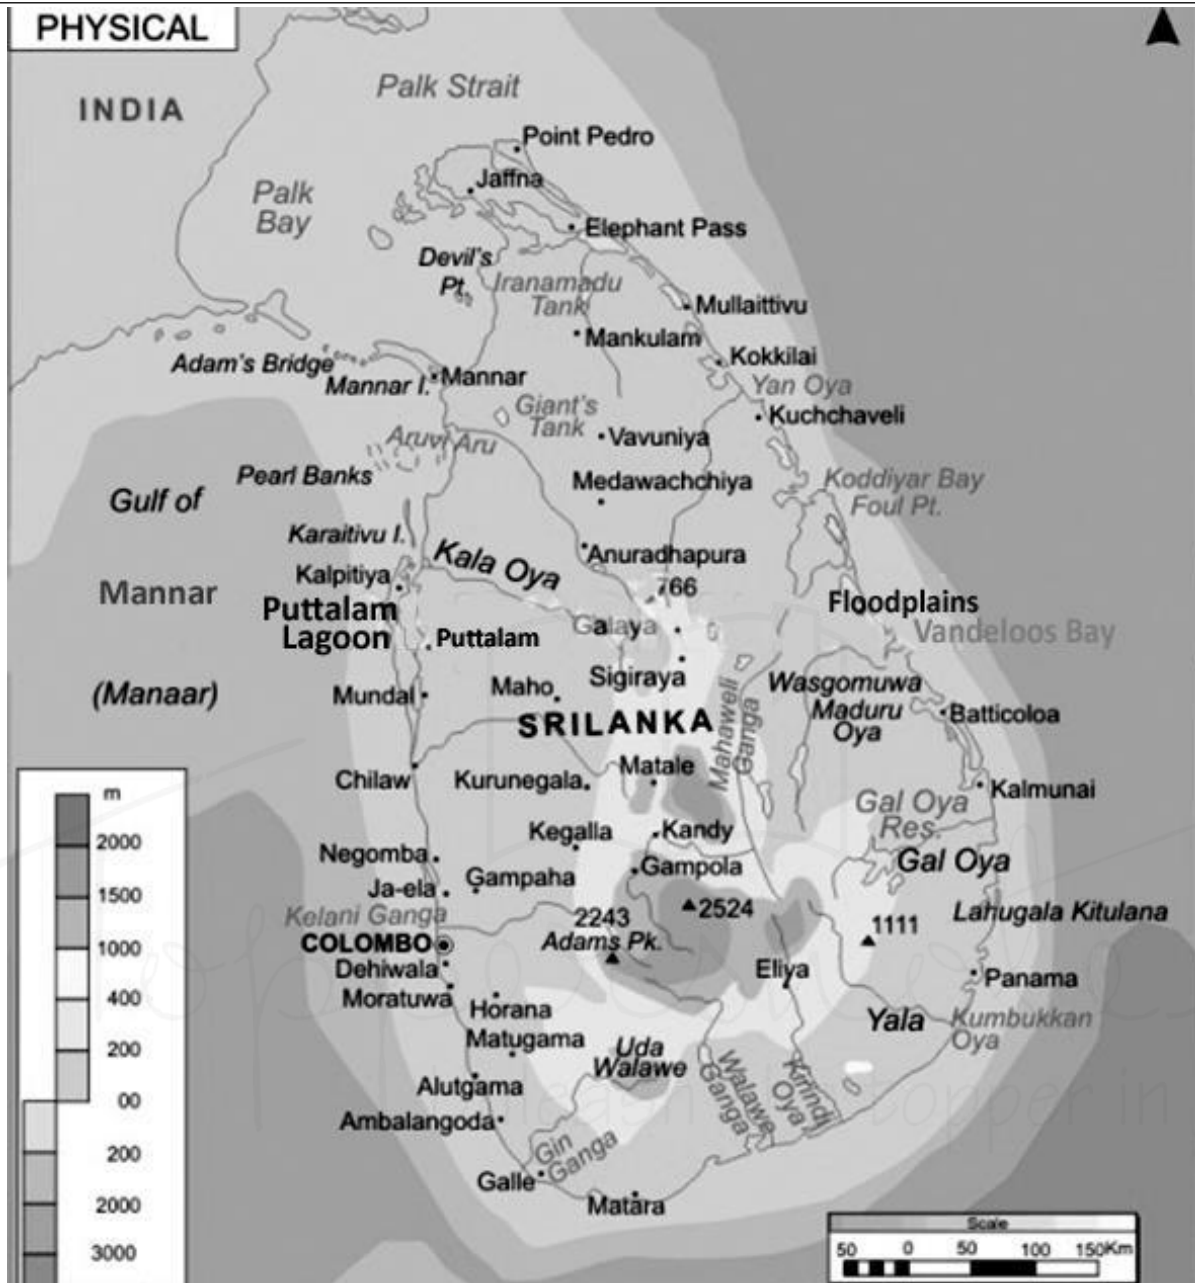 PHYSICAL
INDIA
Palk Strait
Point Pedro
Jaffna
Palk
Bay
Elephant Pass
Devil's
Pt.
Iranamadu
Tank
Mullaittivu
Mankulam
Kokkilai
Adam's Bridge
Mannar I.
Mannar
Yan Oya
Giant's
Tank
Kuchchaveli
Aruvi Aru
Vavuniya
Pearl Banks
Medawachchiya
Koddiyar Bay
Foul Pt.
Gulf of
Karaitivu I.
Kala Oya
Anuradhapura
Kalpitiya
766
Mannar
Puttalam
Lagoon
Floodplains
Galaya
Puttalam
Vandeloos Bay
Sigiraya
(Manaar)
Mundal
Maho
Wasgomuwa
Maduru
Oya
SRILANKA
Mahaweli
Ganga
Batticoloa
Chilaw
Kurunegala
Matale
Kalmunai
Gal Oya
Res.
Kegalla
Kandy
Negomba
Gampola
Gal Oya
Ja-ela
Gampaha
Kelani Ganga
2243
2524
Lahugala Kitulana
1111
COLOMBO
Adams Pk.
Dehiwala
Eliya
Panama
Moratuwa
Horana
Yala
Kumbukkan
Oya
Matugama
Uda
Walawe
Alutgama
Walawe
Ganga
Kirindi
Oya
Ambalangoda
Gin
Ganga
Galle
Matara
m
2000
1500
1000
400
200
00
200
2000
3000
Scale
50 0 50 100 150Km